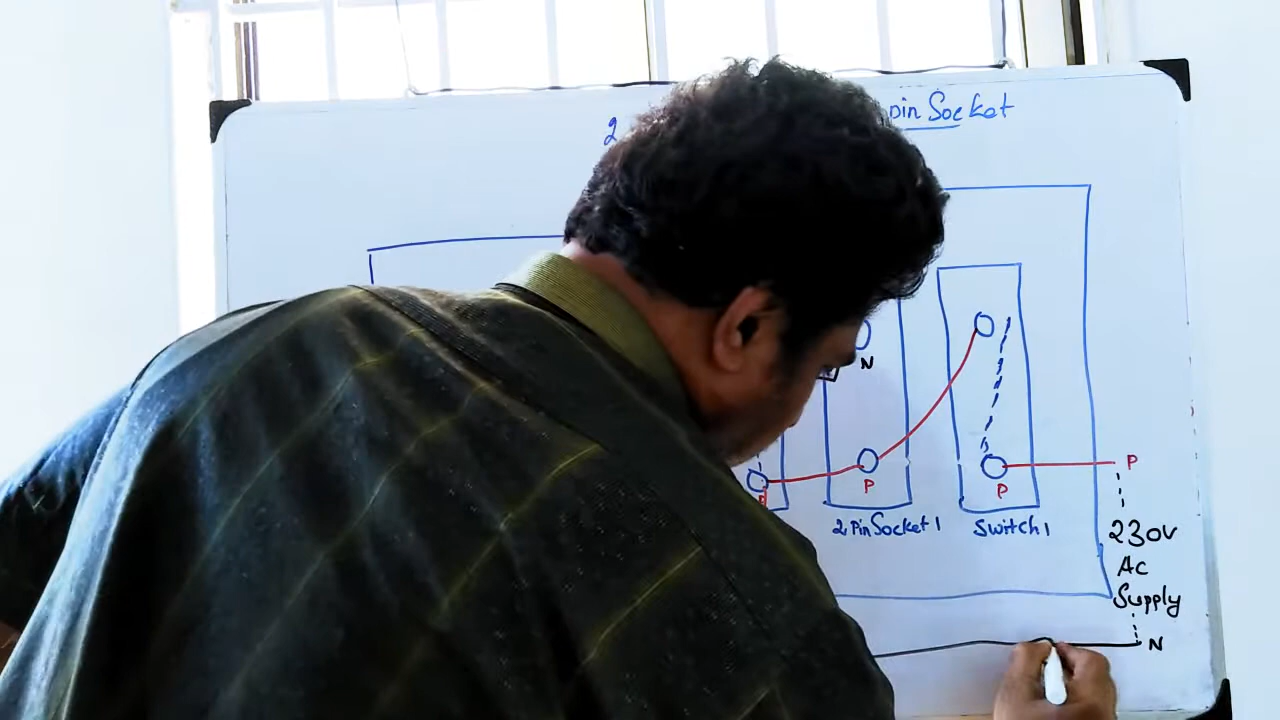 2 pin Socket
N
P
P
P
P
2 Pin Socket 1
Switch 1
230V
AC
Supply
N